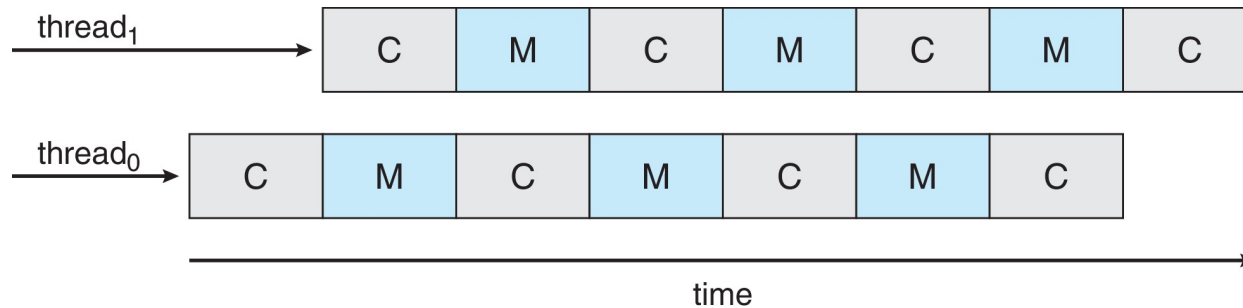 thread₁ C M C M C M C
thread₀ C M C M C M C
time